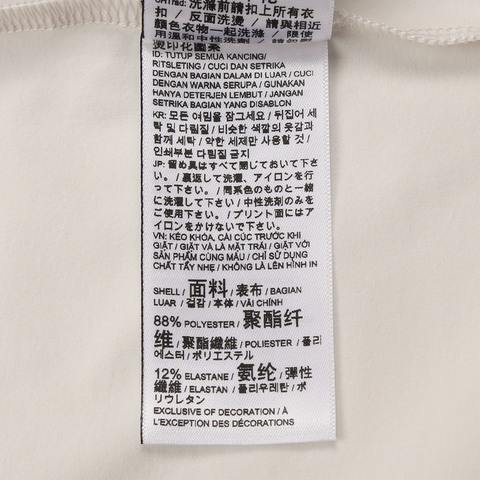 CHTrad: 洗滌前請扣上所有衣
扣 / 反面洗燙 / 請與相近
顏色衣物一起洗滌 / 限使
用溫和中性洗劑 / 請勿熨
燙印花圖案
ID: TUTUP SEMUA KANCING/
RITSLETING / CUCI DAN SETRIKA
DENGAN BAGIAN DALAM DI LUAR / CUCI
DENGAN WARNA SERUPA / GUNAKAN
HANYA DETERJEN LEMBUT / JANGAN
SETRIKA BAGIAN YANG DISABLON
KR: 모든 여밈을 잠그세요 / 뒤집어 세
탁 및 다림질 / 비슷한 색깔의 옷감과
함께 세탁 / 약한 세제만 사용할 것 /
인쇄부분 다림질 금지
JP: 留め具はすべて閉じておいて下さ
い。/ 裏返して洗濯、アイロンを行
って下さい。/ 同系色のものと一緒
に洗濯して下さい / 中性洗剤のみを
ご使用下さい。/ プリント面にはア
イロンをかけないで下さい。
VN: KÉO KHÓA, CÀI CÚC TRƯỚC KHI
GIẶT / GIẶT VÀ LÀ MẶT TRÁI / GIẶT VỚI
SẢN PHẨM CÙNG MÀU / CHỈ SỬ DỤNG
CHẤT TẨY NHẸ / KHÔNG LÀ LÊN HÌNH IN
SHELL / 面料 / 表布 / BAGIAN
LUAR / 겉감 / 本体 / VẢI CHÍNH
88% POLYESTER / 聚酯纤
维 / 聚酯纖維 / POLIESTER / 폴리
에스터 / ポリエステル
12% ELASTANE / 氨纶 / 彈性
纖維 / ELASTAN / 폴리우레탄 / ポ
リウレタン
EXCLUSIVE OF DECORATION / À
L'EXCEPTION DES DÉCORATIONS